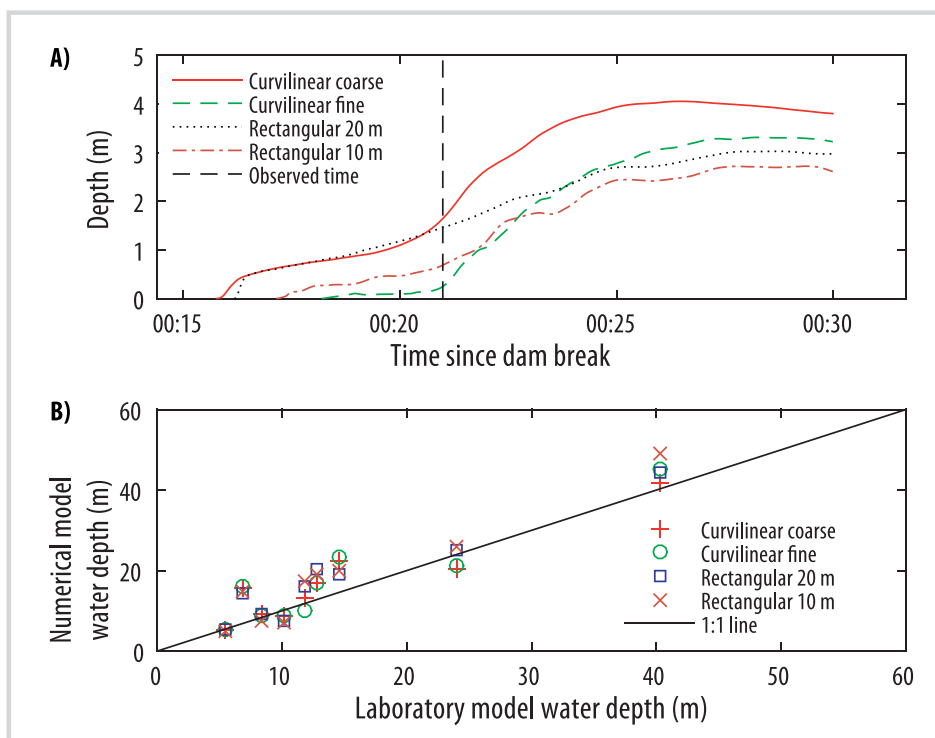 A)
5
4
3
2
1
0
Depth (m)
Curvilinear coarse
Curvilinear fine
Rectangular 20 m
Rectangular 10 m
Observed time
00:15 00:20 00:25 00:30
Time since dam break
B)
60
40
20
0
Numerical model
water depth (m)
Curvilinear coarse
Curvilinear fine
Rectangular 20 m
Rectangular 10 m
1:1 line
0 10 20 30 40 50 60
Laboratory model water depth (m)